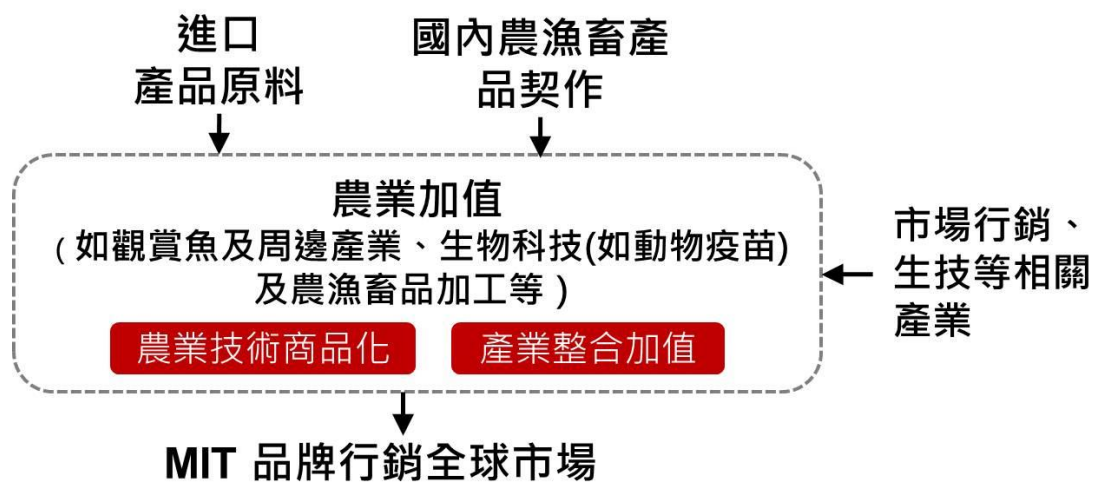 進口
產品原料
國內農漁畜產
品契作
農業加值
（如觀賞魚及周邊產業、生物科技(如動物疫苗)
及農漁畜品加工等）
農業技術商品化
產業整合加值
市場行銷、
生技等相關
產業
MIT 品牌行銷全球市場